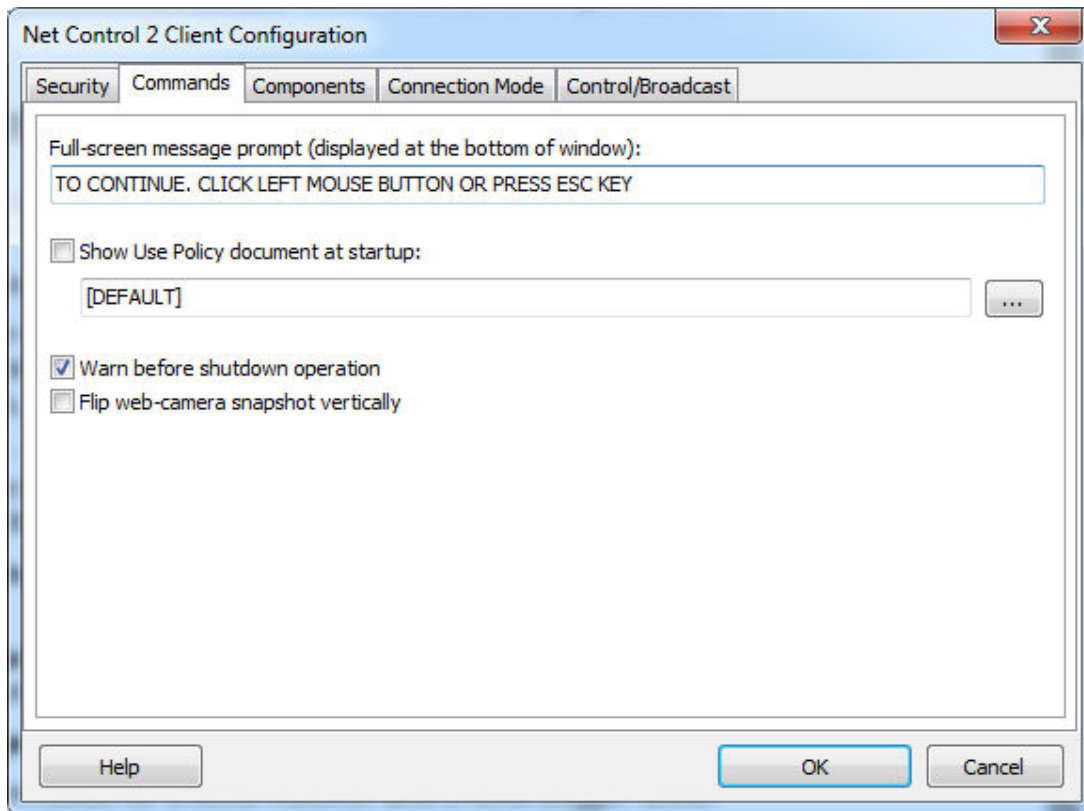 Net Control 2 Client Configuration
Security Commands Components Connection Mode Control/Broadcast
Full-screen message prompt (displayed at the bottom of window):
TO CONTINUE. CLICK LEFT MOUSE BUTTON OR PRESS ESC KEY
Show Use Policy document at startup:
[DEFAULT] ...
Warn before shutdown operation
Flip web-camera snapshot vertically
Help OK Cancel